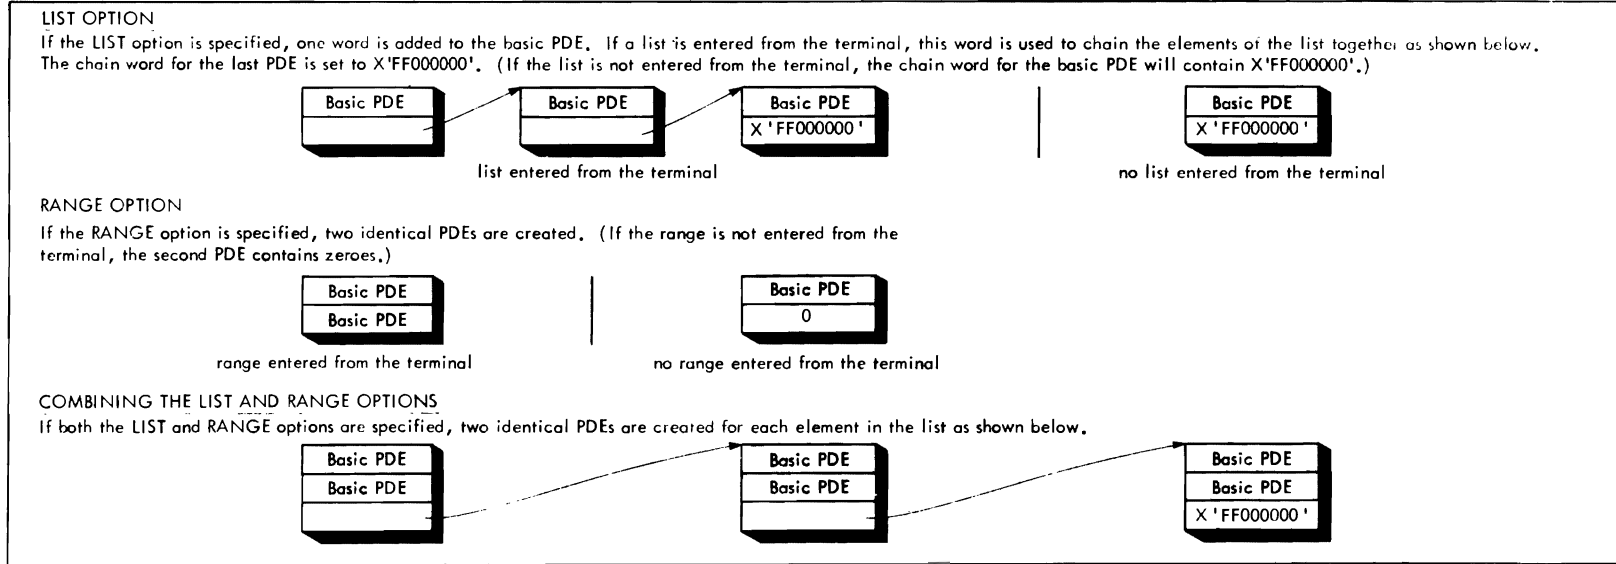 LIST OPTION
If the LIST option is specified, one word is added to the basic PDE. If a list is entered from the terminal, this word is used to chain the elements of the list together as shown below.
The chain word for the last PDE is set to X'FF000000'. (If the list is not entered from the terminal, the chain word for the basic PDE will contain X'FF000000'.)
Basic PDE
Basic PDE
Basic PDE
X 'FF000000'
Basic PDE
X 'FF000000'
list entered from the terminal
no list entered from the terminal
RANGE OPTION
If the RANGE option is specified, two identical PDEs are created. (If the range is not entered from the
terminal, the second PDE contains zeroes.)
Basic PDE
Basic PDE
Basic PDE
0
range entered from the terminal
no range entered from the terminal
COMBINING THE LIST AND RANGE OPTIONS
If both the LIST and RANGE options are specified, two identical PDEs are created for each element in the list as shown below.
Basic PDE
Basic PDE
Basic PDE
Basic PDE
Basic PDE
Basic PDE
X 'FF000000'